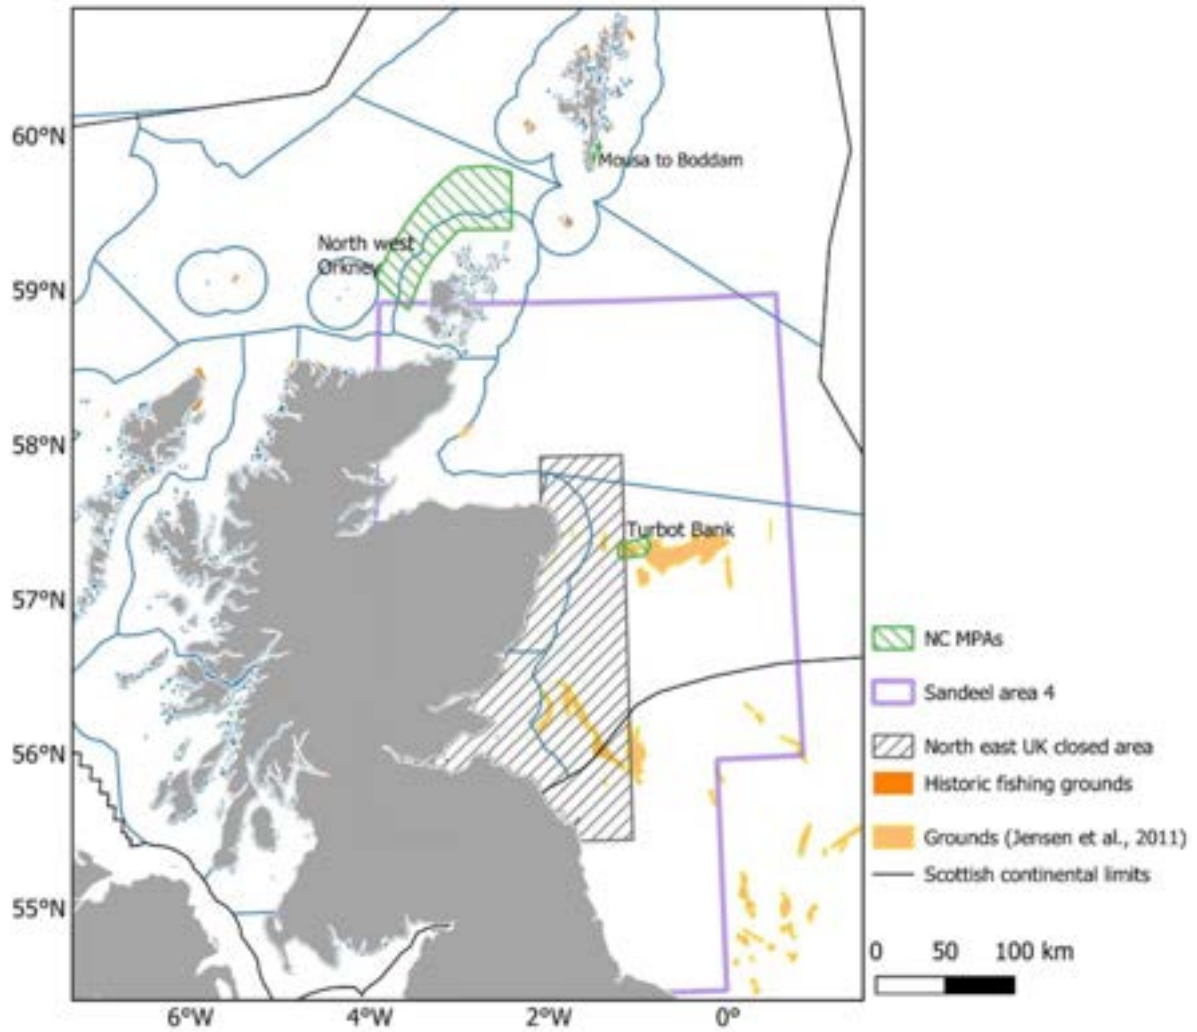 60°N
59°N
58°N
57°N
56°N
55°N
Mousa to Boddam
North west
Orkney
Turbot Bank
NC MPAs
Sandeel area 4
North east UK closed area
Historic fishing grounds
Grounds (Jensen et al., 2011)
Scottish continental limits
0 50 100 km
6°W 4°W 2°W 0°